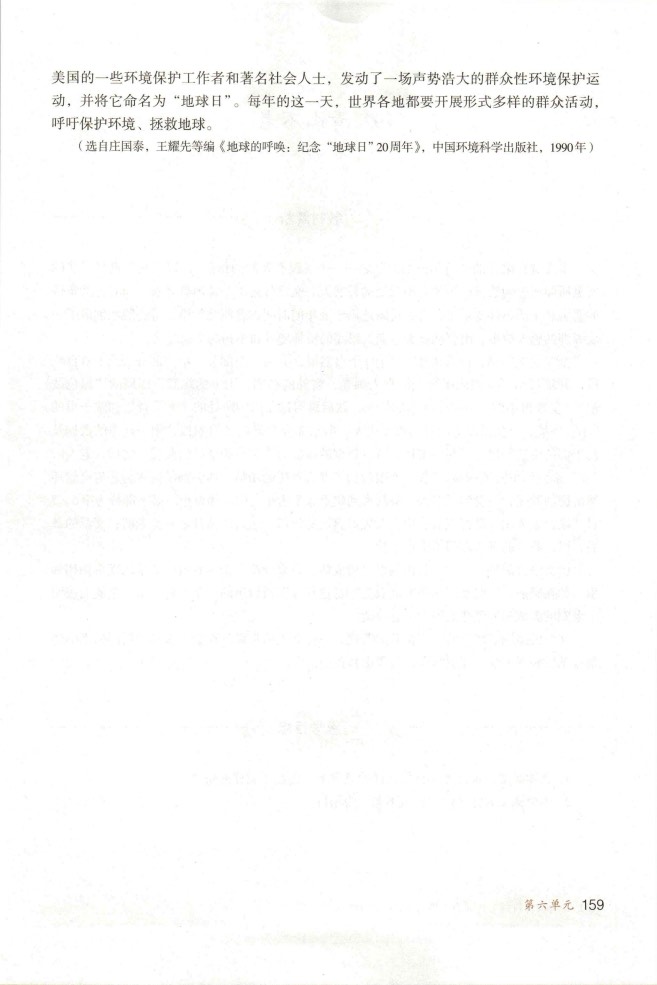 美国的一些环境保护工作者和著名社会人士，发动了一场声势浩大的群众性环境保护运
动，并将它命名为“地球日”。每年的这一天，世界各地都要开展形式多样的群众活动，
呼吁保护环境、拯救地球。
（选自庄国泰，王耀先等编《地球的呼唤：纪念“地球日”20周年》，中国环境科学出版社，1990年）
第六单元 159